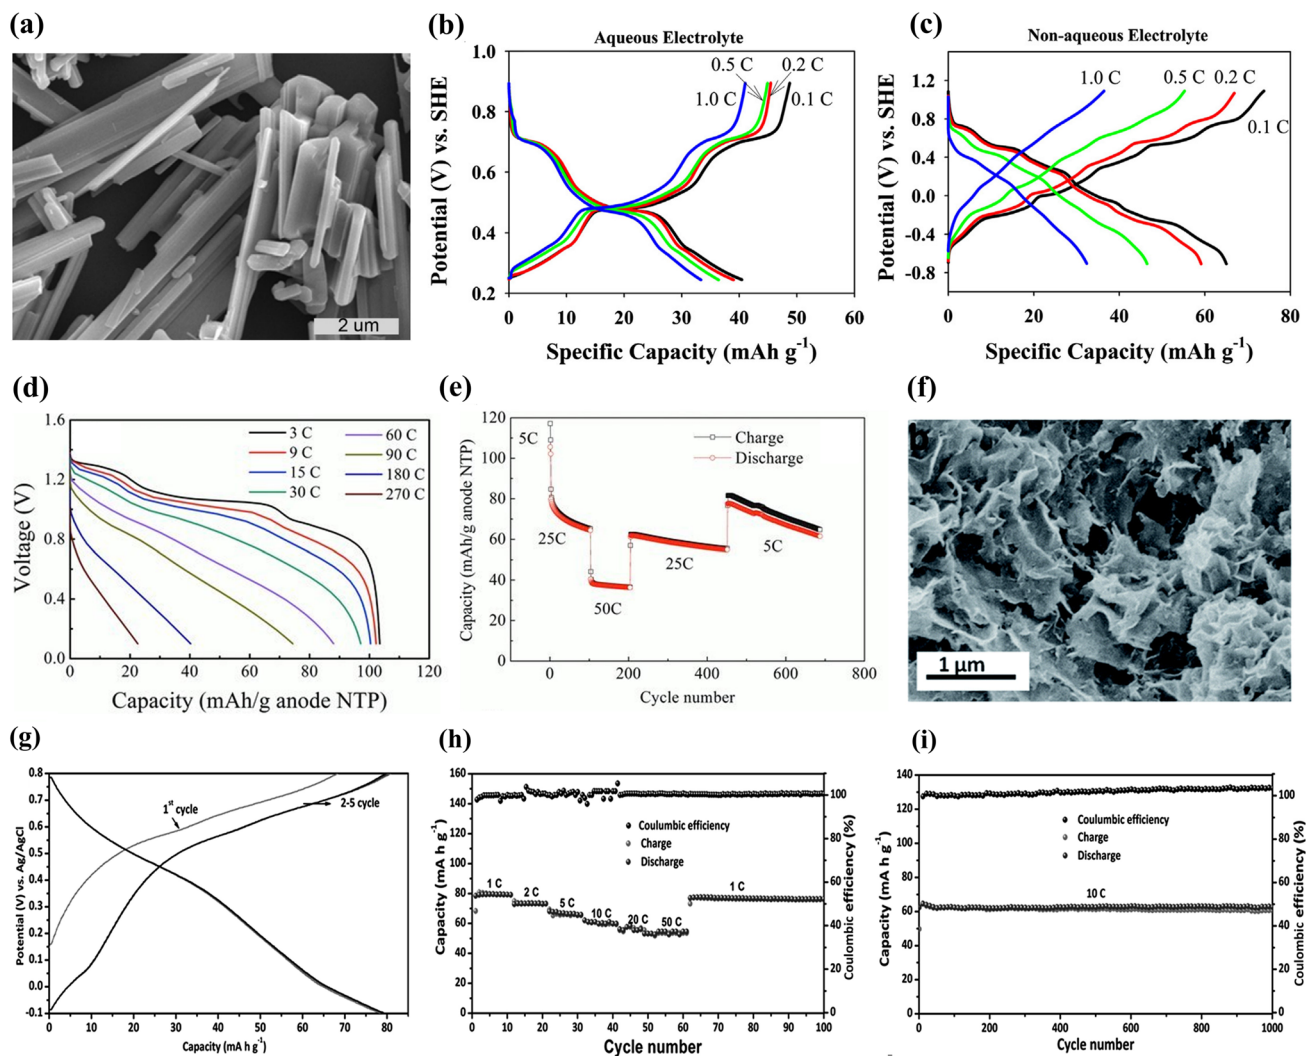 (a)
2 um
(b)
Aqueous Electrolyte
Potential (V) vs. SHE
1.0
0.8
0.6
0.4
0.2
0.5 C
0.2 C
1.0 C
0.1 C
0 10 20 30 40 50 60
Specific Capacity (mAh g-1)
(c)
Non-aqueous Electrolyte
Potential (V) vs. SHE
1.2
0.8
0.4
0.0
-0.4
-0.8
1.0 C
0.5 C
0.2 C
0.1 C
0 20 40 60 80
Specific Capacity (mAh g-1)
(d)
Voltage (V)
1.6
1.2
0.8
0.4
0.0
3 C
9 C
15 C
30 C
60 C
90 C
180 C
270 C
0 20 40 60 80 100 120
Capacity (mAh/g anode NTP)
(e)
Capacity (mAh/g anode NTP)
120
100
80
60
40
20
0
5C
Charge
Discharge
25C
50C
25C
5C
0 200 400 600 800
Cycle number
(f)
1 μm
(g)
Potential (V) vs. Ag/AgCl
0.8
0.7
0.6
0.5
0.4
0.3
0.2
0.1
0.0
-0.1
1st cycle
2-5 cycle
0 10 20 30 40 50 60 70 80
Capacity (mA h g-1)
(h)
Capacity (mA h g-1)
160
140
120
100
80
60
40
20
0
Coulumbic efficiency
Charge
Discharge
1 C
2 C
5 C
10 C
20 C
50 C
1 C
100
80
60
40
20
0
Coulombic efficiency (%)
0 10 20 30 40 50 60 70 80 90 100
Cycle number
(i)
Capacity (mA h g-1)
140
120
100
80
60
40
20
0
Coulumbic efficiency
Charge
Discharge
10 C
100
80
60
40
20
0
Coulombic efficiency (%)
0 200 400 600 800 1000
Cycle number